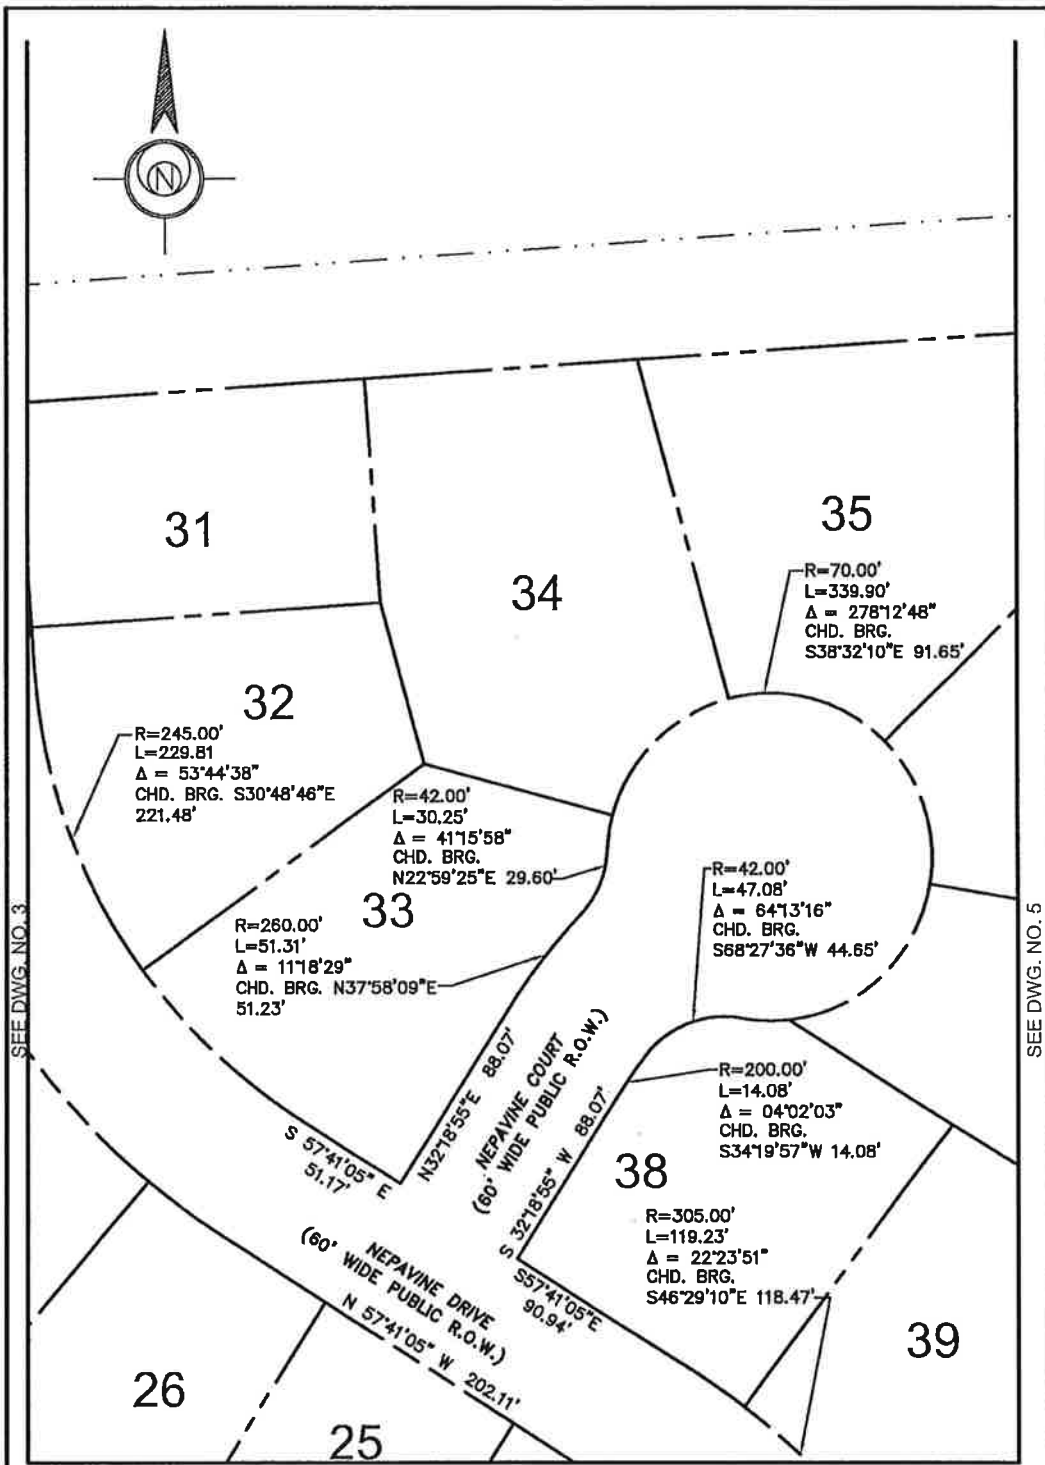 N
31
35
34
R=70.00'
L=339.90'
Δ = 278°12'48"
CHD. BRG.
S38°32'10"E 91.65'
32
R=245.00'
L=229.81
Δ = 53°44'38"
CHD. BRG. S30°48'46"E
221.48'
R=42.00'
L=30.25'
Δ = 41°15'58"
CHD. BRG.
N22°59'25"E 29.60'
R=42.00'
L=47.08'
Δ = 64°13'16"
CHD. BRG.
S68°27'36"W 44.65'
33
R=260.00'
L=51.31'
Δ = 11°18'29"
CHD. BRG. N37°58'09"E
51.23'
SEE DWG. NO. 3
SEE DWG. NO. 5
N32°18'55"E 88.07'
NEPAVINE COURT
(60' WIDE PUBLIC R.O.W.)
S 32°18'55" W 88.07'
R=200.00'
L=14.08'
Δ = 04°02'03"
CHD. BRG.
S34°19'57"W 14.08'
S 57°41'05" E
51.17'
38
R=305.00'
L=119.23'
Δ = 22°23'51"
CHD. BRG.
S46°29'10"E 118.47'
NEPAVINE DRIVE
(60' WIDE PUBLIC R.O.W.)
S57°41'05"E
90.94'
N 57°41'05" W 202.11'
39
26
25